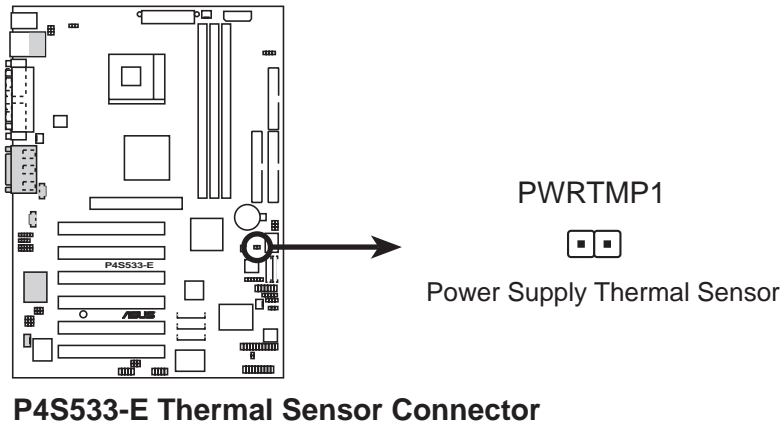 PWRTMP1
Power Supply Thermal Sensor
P4S533-E
ASUS
P4S533-E Thermal Sensor Connector